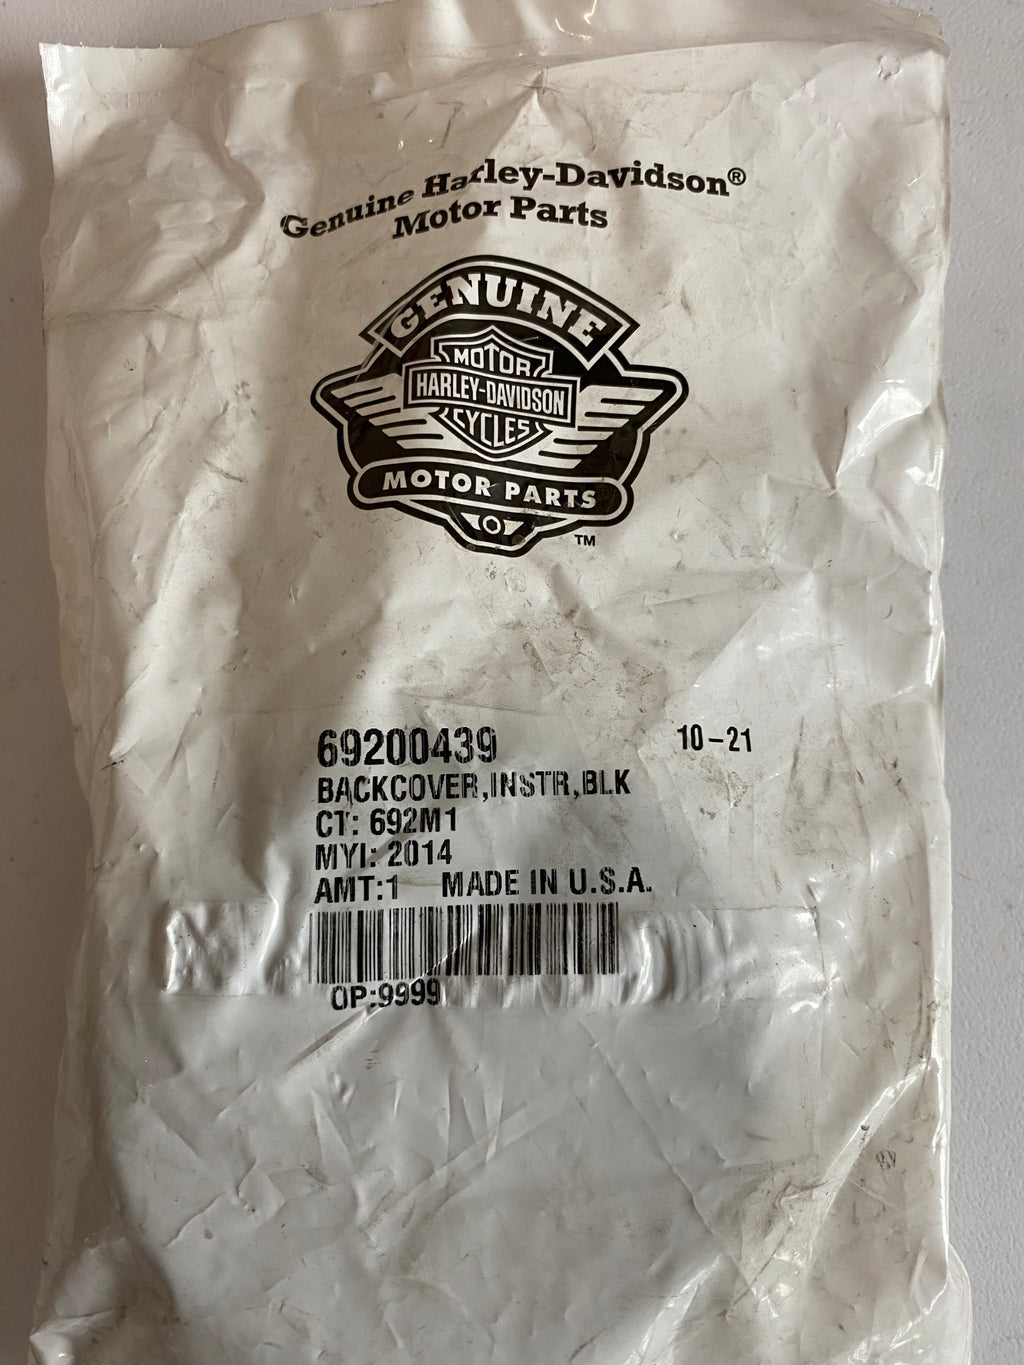 Genuine Harley-Davidson®
Motor Parts
GENUINE
MOTOR
HARLEY-DAVIDSON
CYCLES
MOTOR PARTS
TM
69200439 10-21
BACKCOVER,INSTR,BLK
CT: 692M1
MYI: 2014
AMT:1 MADE IN U.S.A.
OP:9999